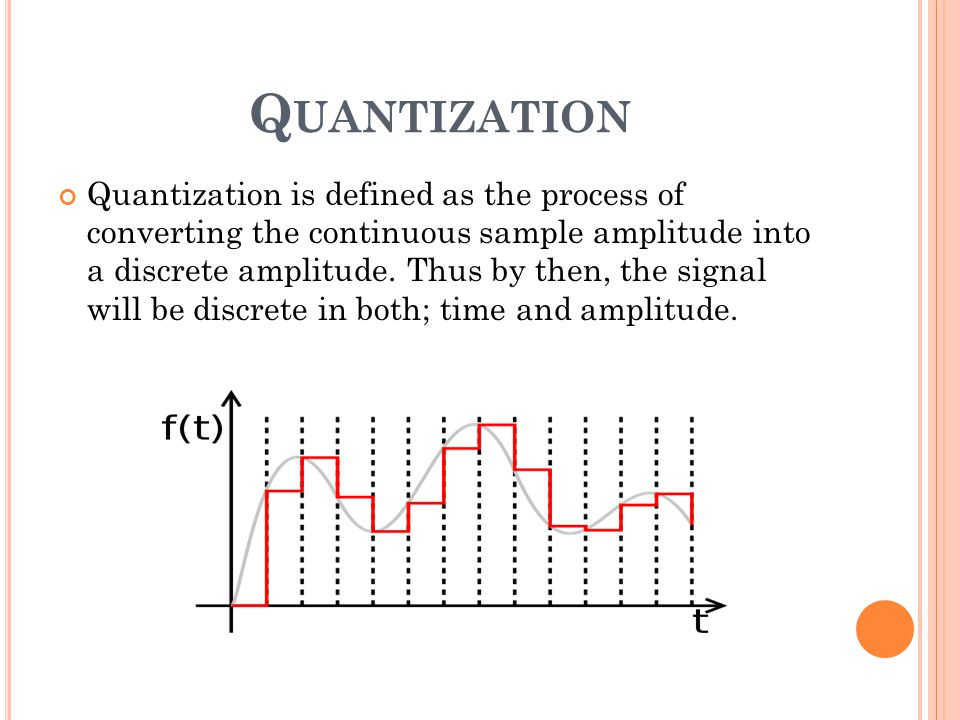 QUANTIZATION
Quantization is defined as the process of
converting the continuous sample amplitude into
a discrete amplitude. Thus by then, the signal
will be discrete in both; time and amplitude.
f(t)
t